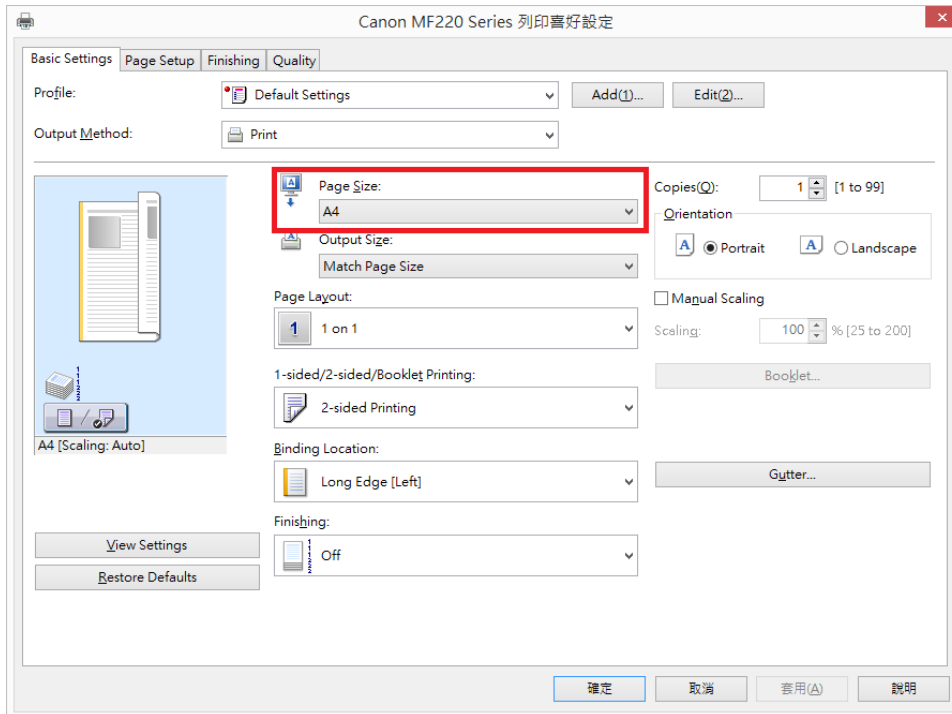 Canon MF220 Series 列印喜好設定
Basic Settings Page Setup Finishing Quality
Profile: Default Settings Add(1)... Edit(2)...
Output Method: Print
Page Size: Copies(Q): 1 [1 to 99]
A4 Orientation
Output Size: A Portrait A Landscape
Match Page Size
Page Layout: Manual Scaling
1 1 on 1 Scaling: 100 % [25 to 200]
1-sided/2-sided/Booklet Printing: Booklet...
2-sided Printing
A4 [Scaling: Auto] Binding Location:
Long Edge [Left] Gutter...
Finishing:
View Settings Off
Restore Defaults
確定 取消 套用(A) 說明